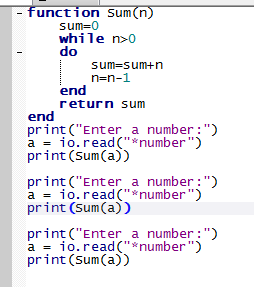 function Sum(n)
sum=0
while n>0
do
sum=sum+n
n=n-1
end
return sum
end
print("Enter a number:")
a = io.read("*number")
print(Sum(a))
print("Enter a number:")
a = io.read("*number")
print(Sum(a))
print("Enter a number:")
a = io.read("*number")
print(Sum(a))